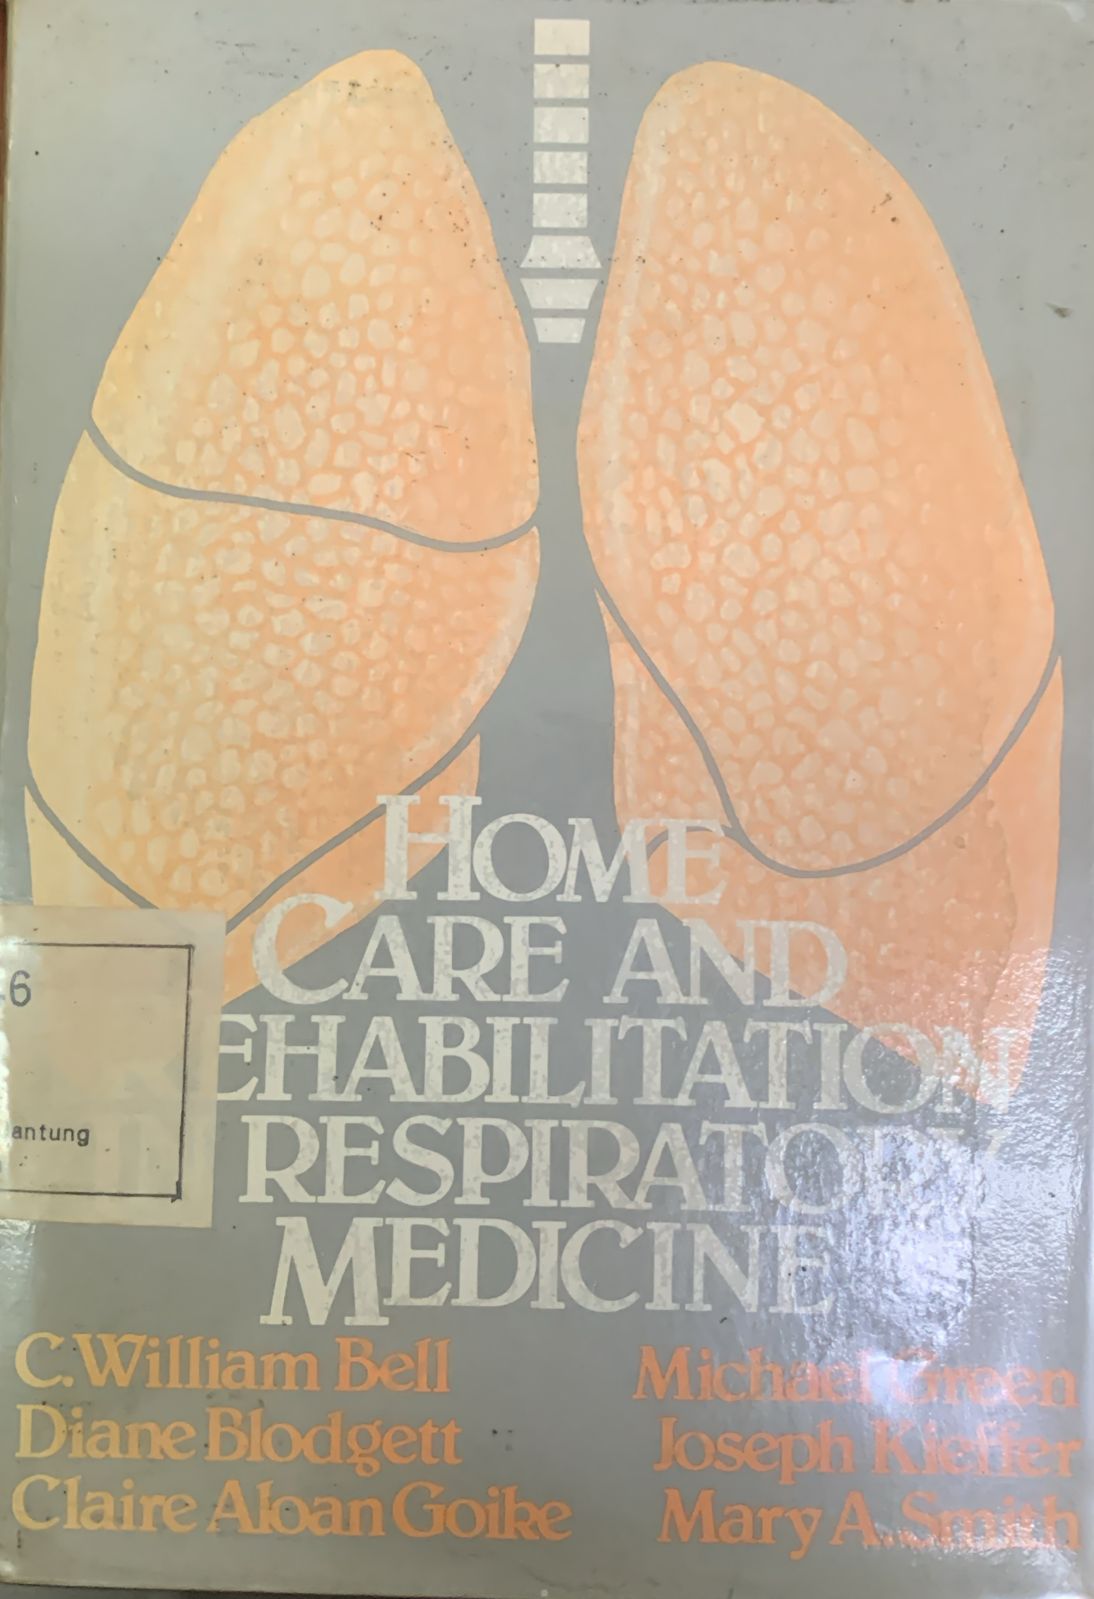 HOME
CARE AND
EHABILITATION
RESPIRATORY
MEDICINE
6
antung
C. William Bell
Diane Blodgett
Claire Aloan Goike
Michael Green
Joseph Kieffer
Mary A. Smith